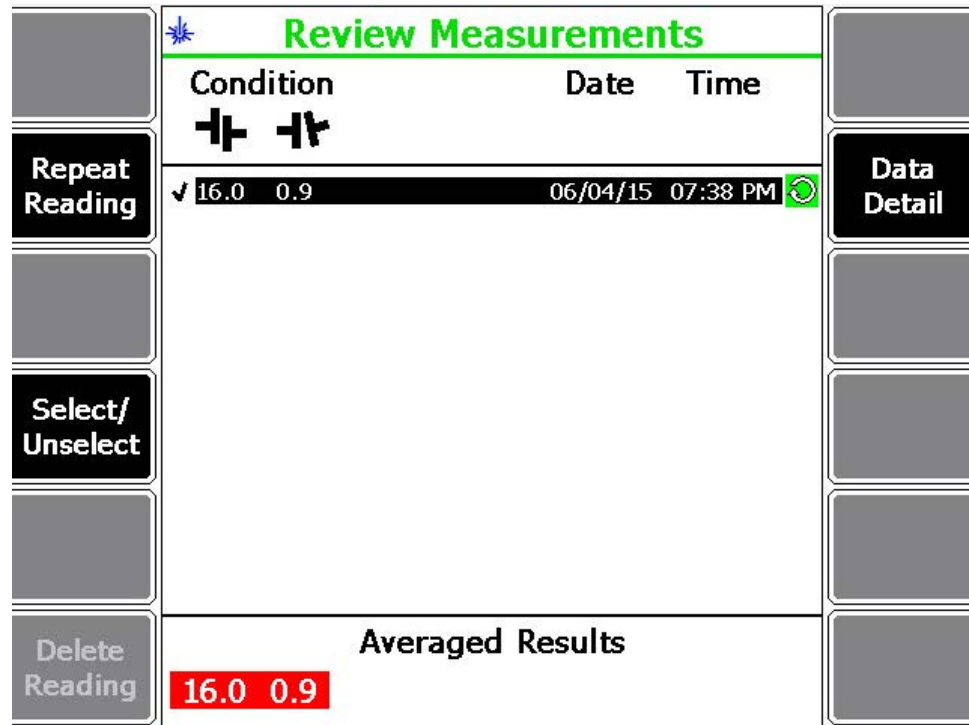 Review Measurements
Condition Date Time
Repeat
Reading
✓ 16.0 0.9 06/04/15 07:38 PM
Data
Detail
Select/
Unselect
Delete
Reading
Averaged Results
16.0 0.9